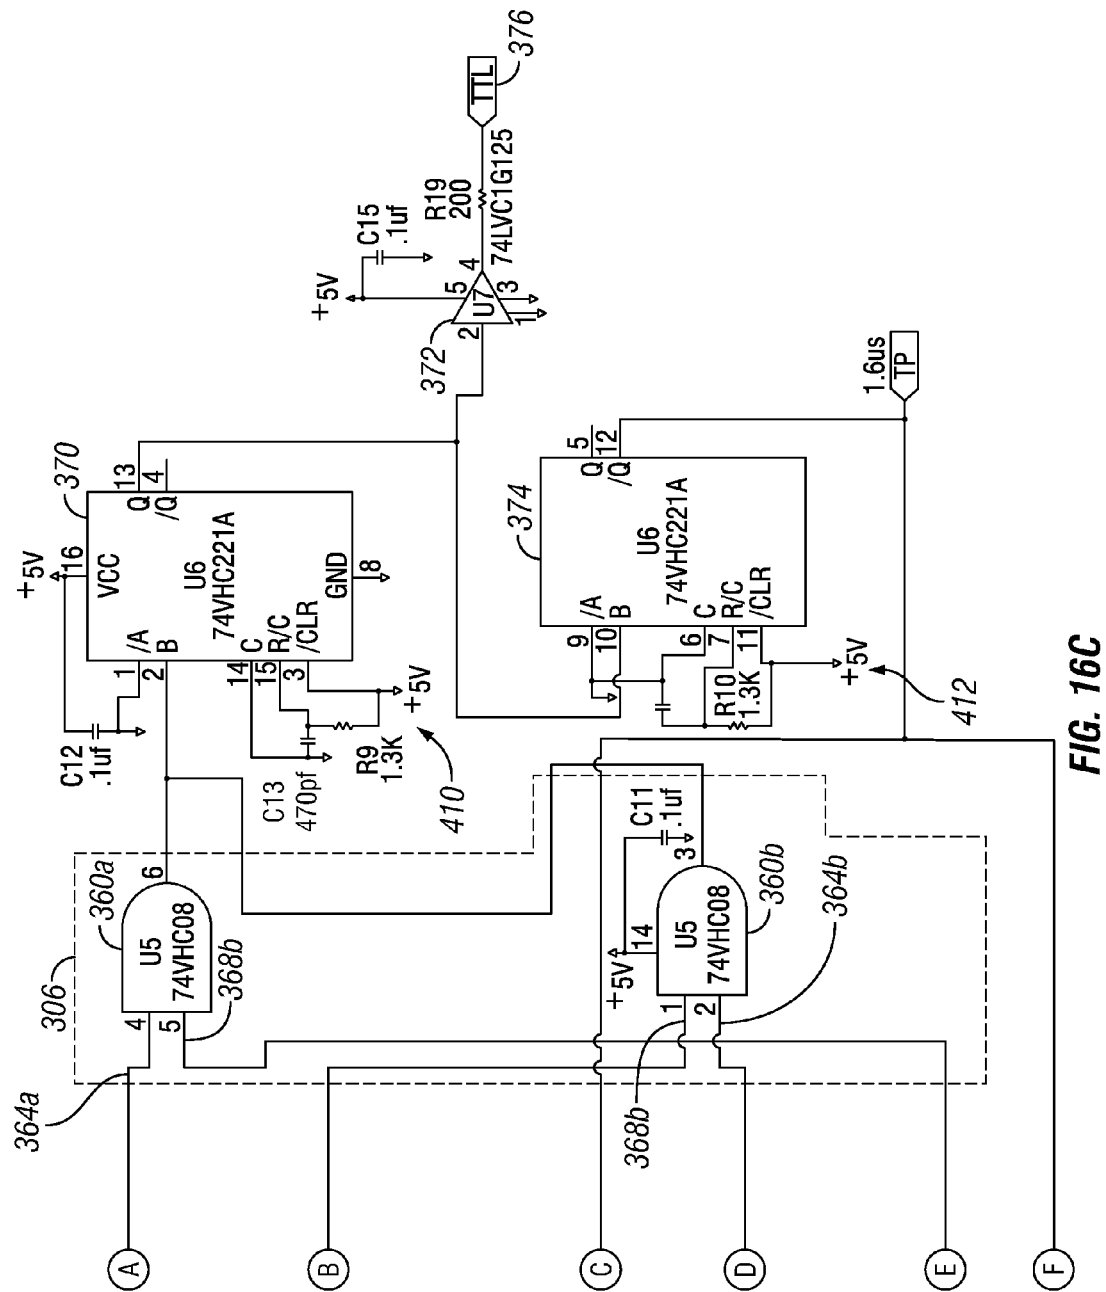 376
TTL
R19
200
74LVC1G125
C15
.1uf
+5V
4
5
U7
3
2
1
372
1.6us
TP
370
+5V
16
VCC
13
Q
4
/Q
U6
74VHC221A
GND
8
1
/A
2
B
14
C
15
R/C
3
/CLR
C12
.1uf
C13
470pf
R9
1.3K
+5V
410
374
5
Q
12
/Q
U6
74VHC221A
9
/A
10
B
6
C
7
R/C
11
/CLR
R10
1.3K
+5V
412
306
360a
6
U5
74VHC08
4
5
368b
364a
C11
.1uf
+5V
14
3
U5
74VHC08
1
2
360b
364b
368b
A
B
C
D
E
F
FIG. 16C